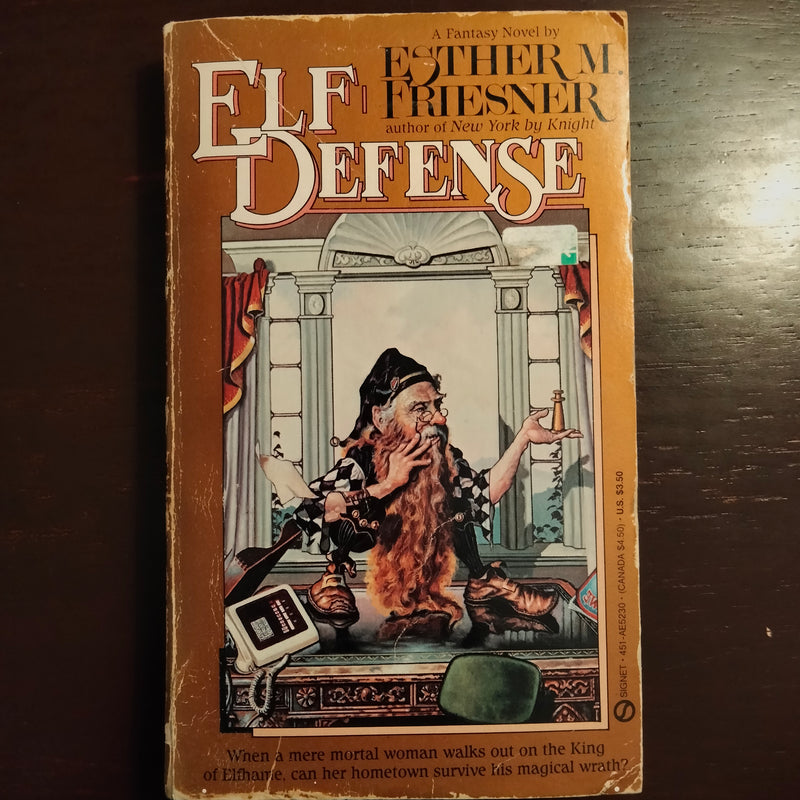 A Fantasy Novel by
ESTHER M.
FRIESNER
author of New York by Knight
ELF
DEFENSE
SIGNET • 451-AE5230 • (CANADA $4.50) • U.S. $3.50
When a mere mortal woman walks out on the King
of Elfhame, can her hometown survive his magical wrath?